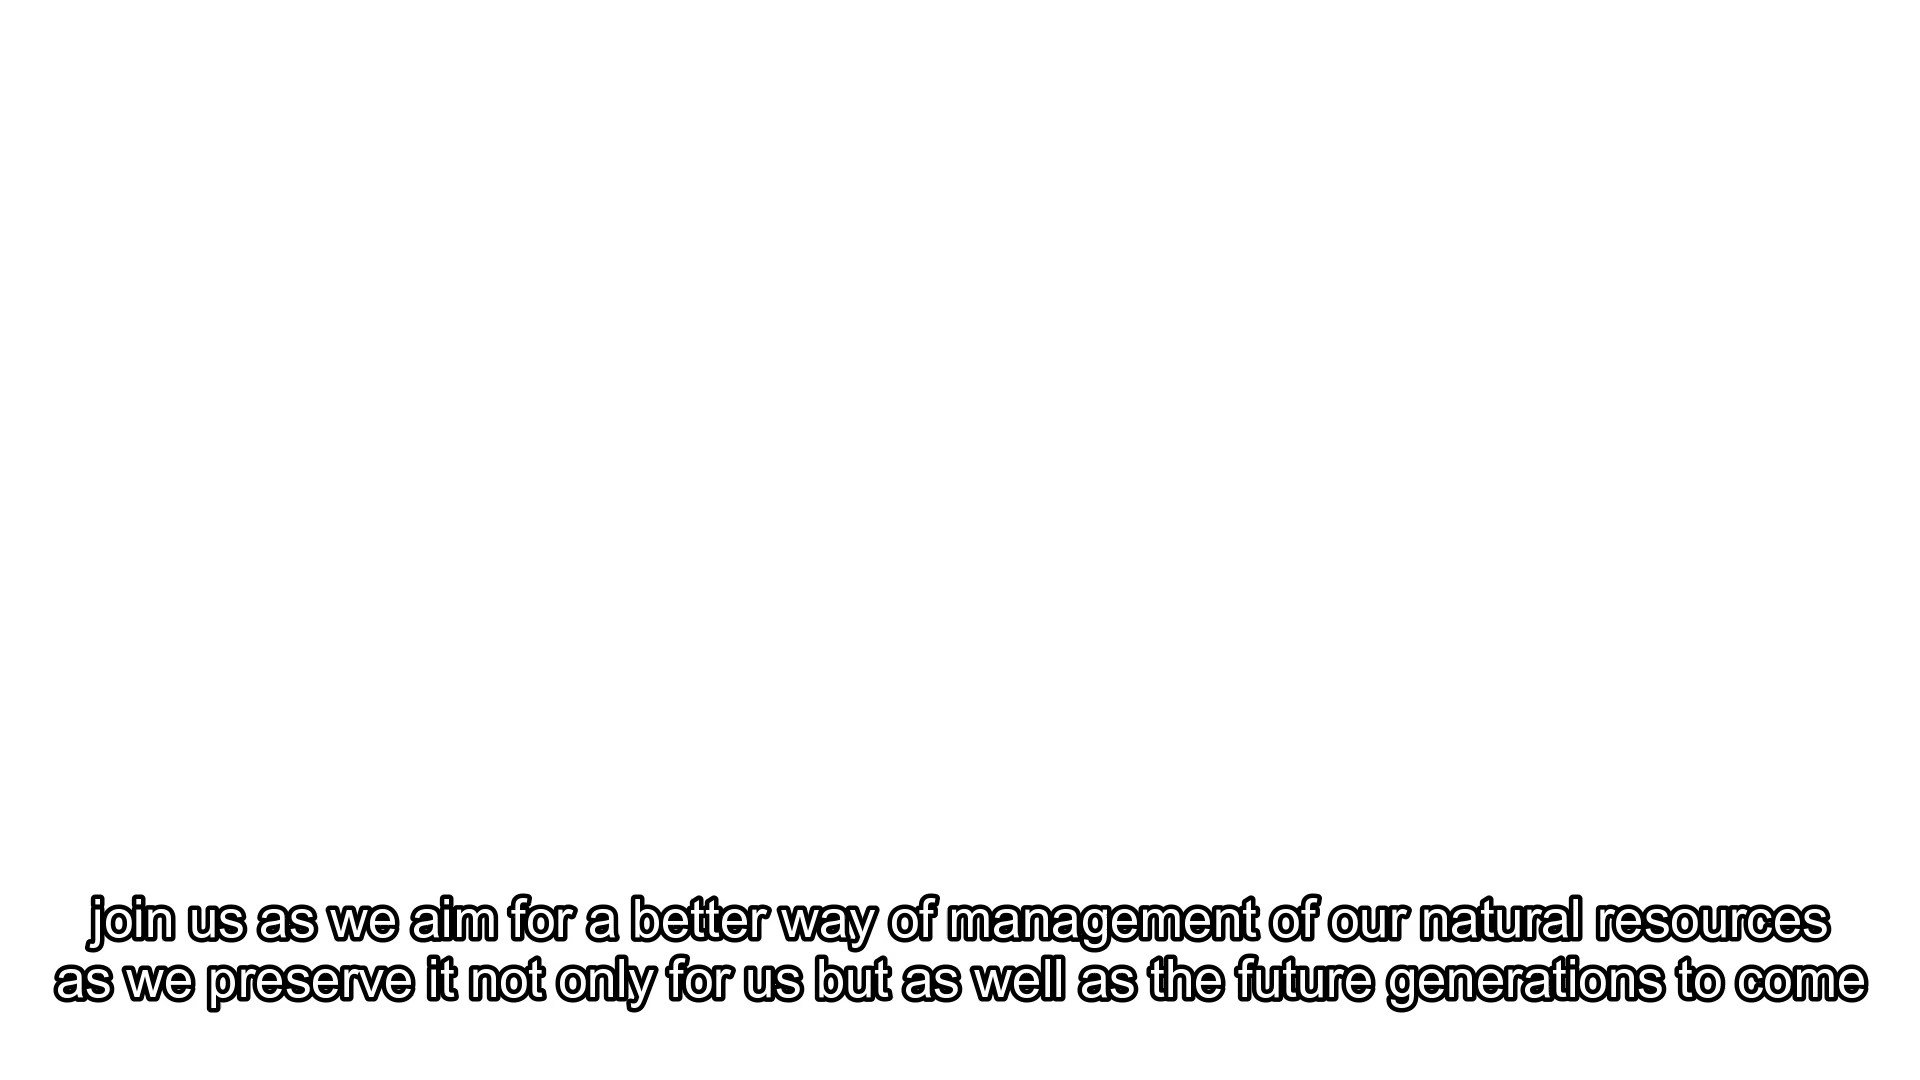 join us as we aim for a better way of management of our natural resources
as we preserve it not only for us but as well as the future generations to come